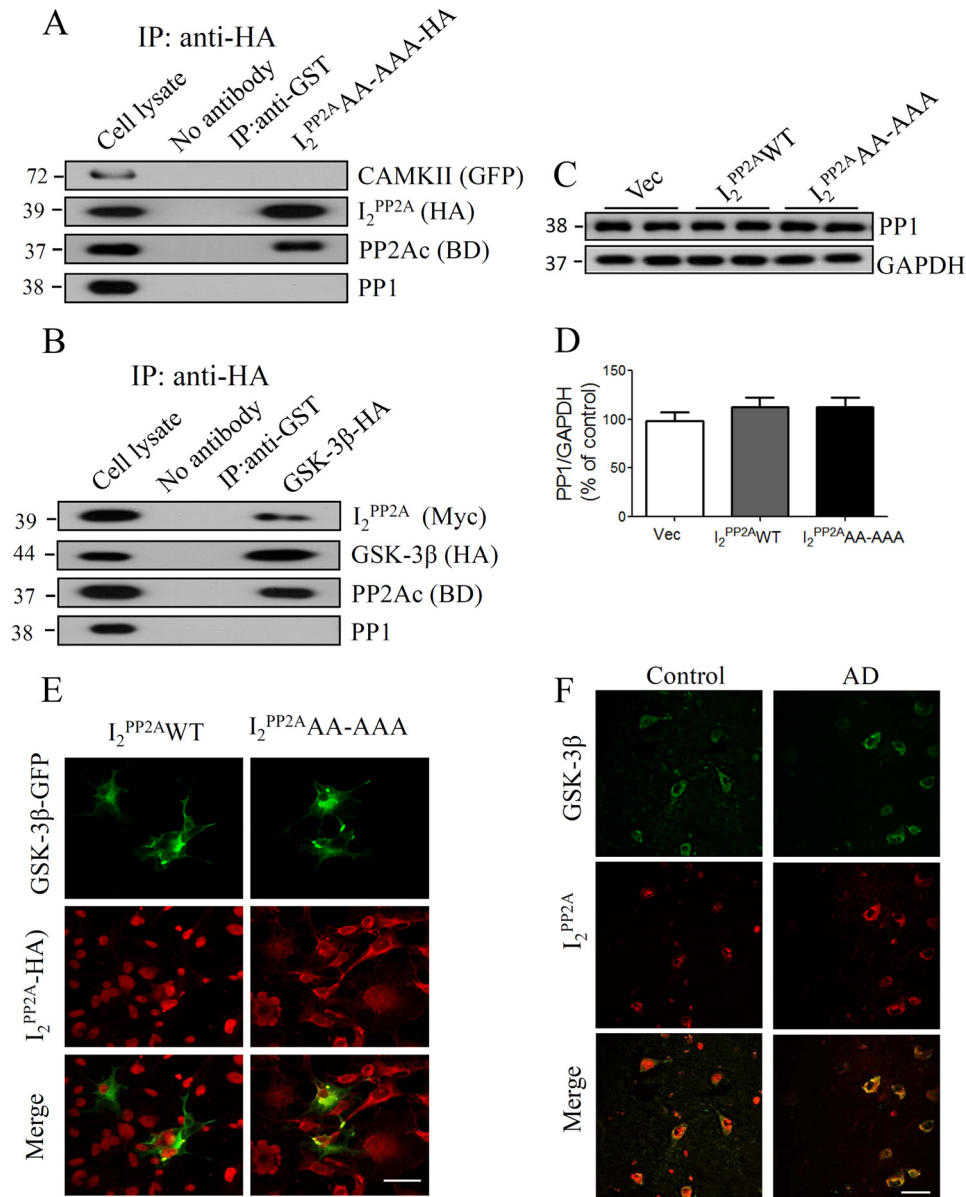 A
IP: anti-HA
Cell lysate
No antibody
IP:anti-GST
I₂ᴾᴾ²ᴬAA-AAA-HA
72
CAMKII (GFP)
39
I₂ᴾᴾ²ᴬ (HA)
37
PP2Ac (BD)
38
PP1
B
IP: anti-HA
Cell lysate
No antibody
IP:anti-GST
GSK-3β-HA
39
I₂ᴾᴾ²ᴬ (Myc)
44
GSK-3β (HA)
37
PP2Ac (BD)
38
PP1
C
Vec
I₂ᴾᴾ²ᴬWT
I₂ᴾᴾ²ᴬAA-AAA
38
PP1
37
GAPDH
D
PP1/GAPDH
(% of control)
150
100
50
0
Vec
I₂ᴾᴾ²ᴬWT
I₂ᴾᴾ²ᴬAA-AAA
E
I₂ᴾᴾ²ᴬWT
I₂ᴾᴾ²ᴬAA-AAA
GSK-3β-GFP
I₂ᴾᴾ²ᴬ-HA)
Merge
F
Control
AD
GSK-3β
I₂ᴾᴾ²ᴬ
Merge